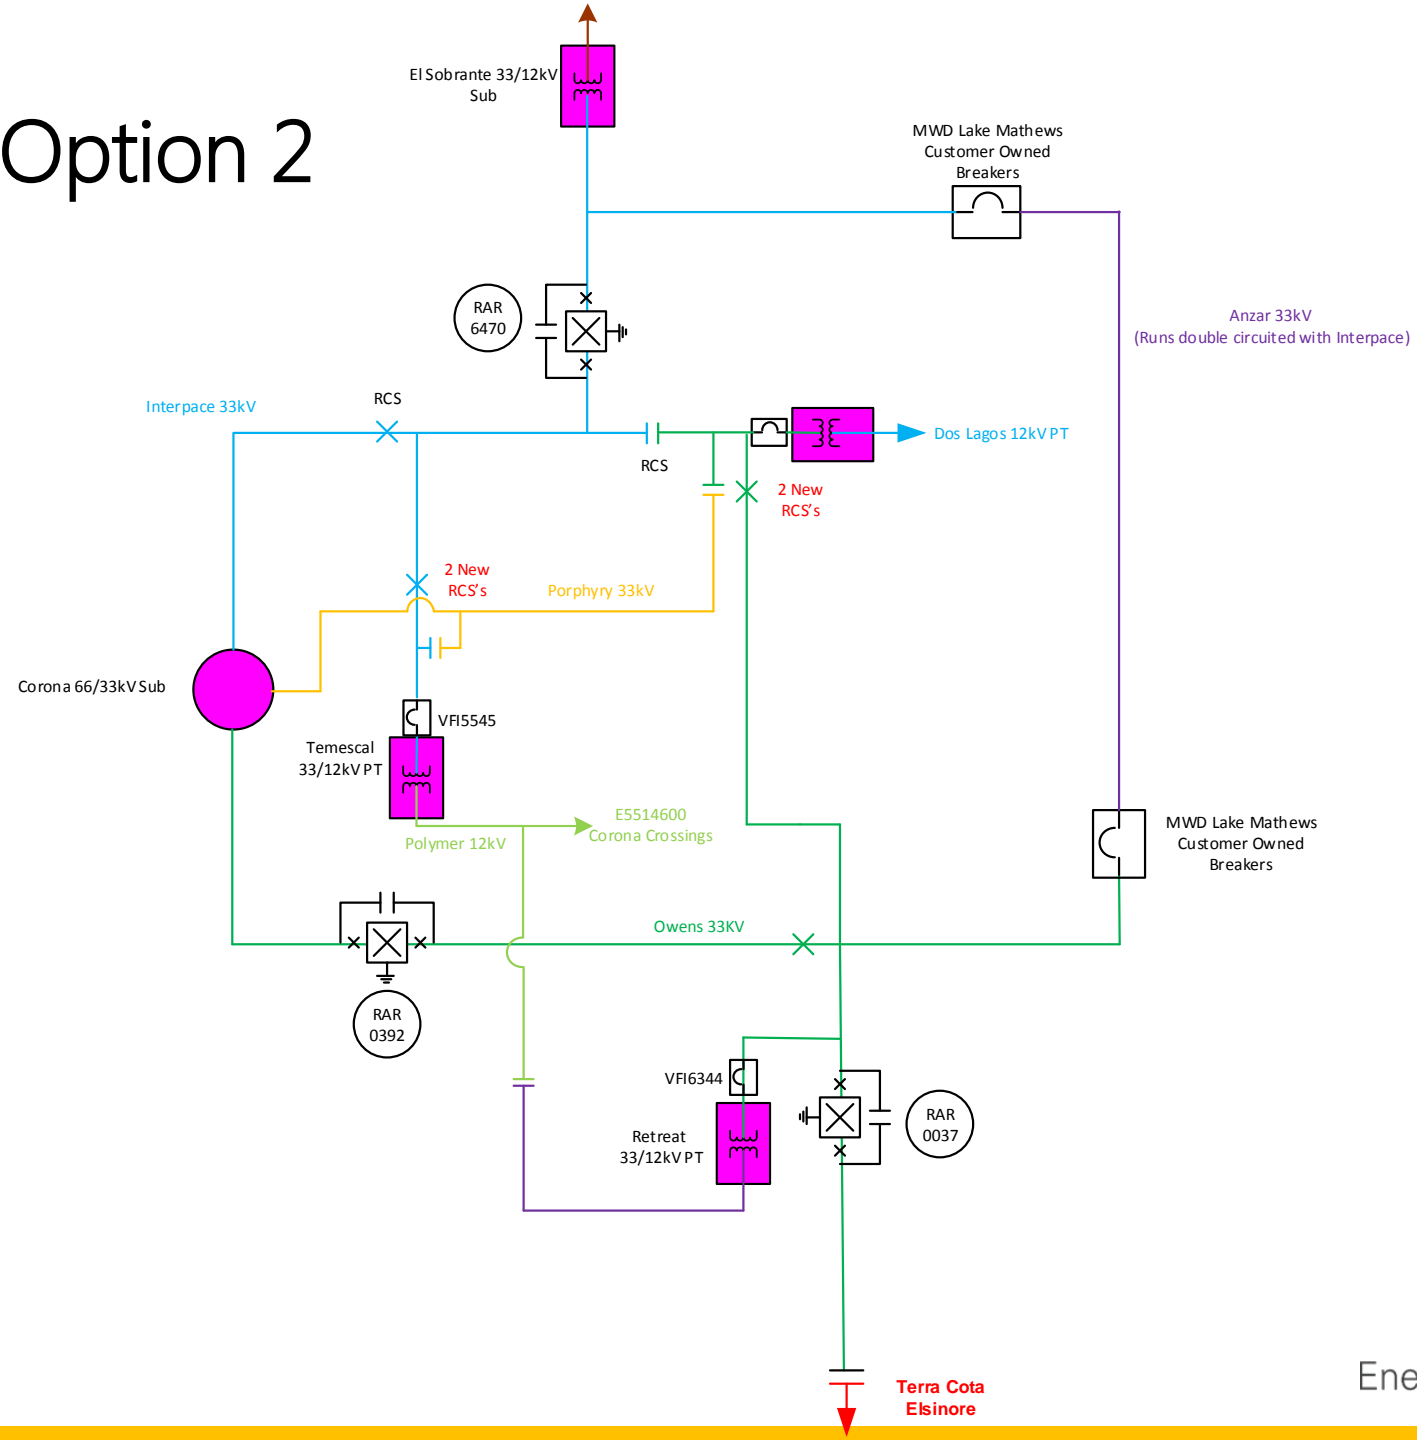 El Sobrante 33/12kV
Sub
Option 2
MWD Lake Mathews
Customer Owned
Breakers
RAR
6470
Anzar 33kV
(Runs double circuited with Interpace)
Interpace 33kV
RCS
Dos Lagos 12kV PT
RCS
2 New
RCS's
2 New
RCS's
Porphyry 33kV
Corona 66/33kV Sub
VFI5545
Temescal
33/12kV PT
E5514600
Corona Crossings
Polymer 12kV
MWD Lake Mathews
Customer Owned
Breakers
Owens 33KV
RAR
0392
VFI6344
RAR
0037
Retreat
33/12kV PT
Terra Cota
Elsinore
Ene